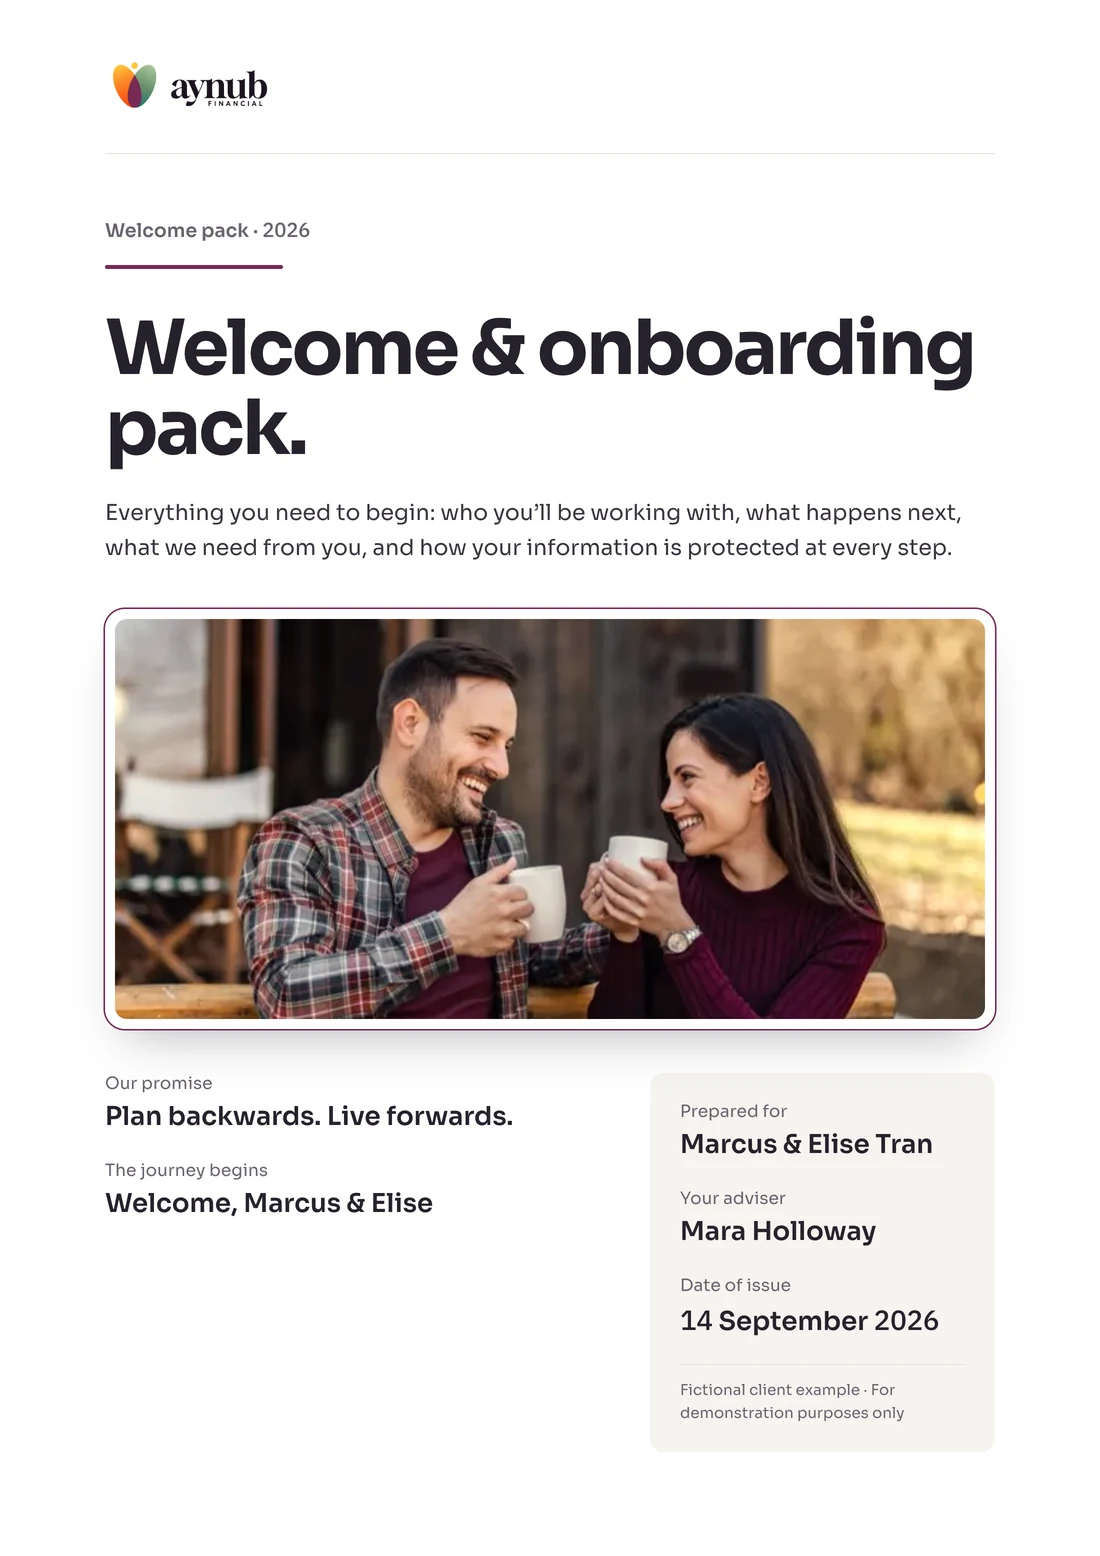 aynub
FINANCIAL
Welcome pack · 2026
Welcome & onboarding
pack.
Everything you need to begin: who you’ll be working with, what happens next,
what we need from you, and how your information is protected at every step.
Our promise
Plan backwards. Live forwards.
The journey begins
Welcome, Marcus & Elise
Prepared for
Marcus & Elise Tran
Your adviser
Mara Holloway
Date of issue
14 September 2026
Fictional client example · For
demonstration purposes only